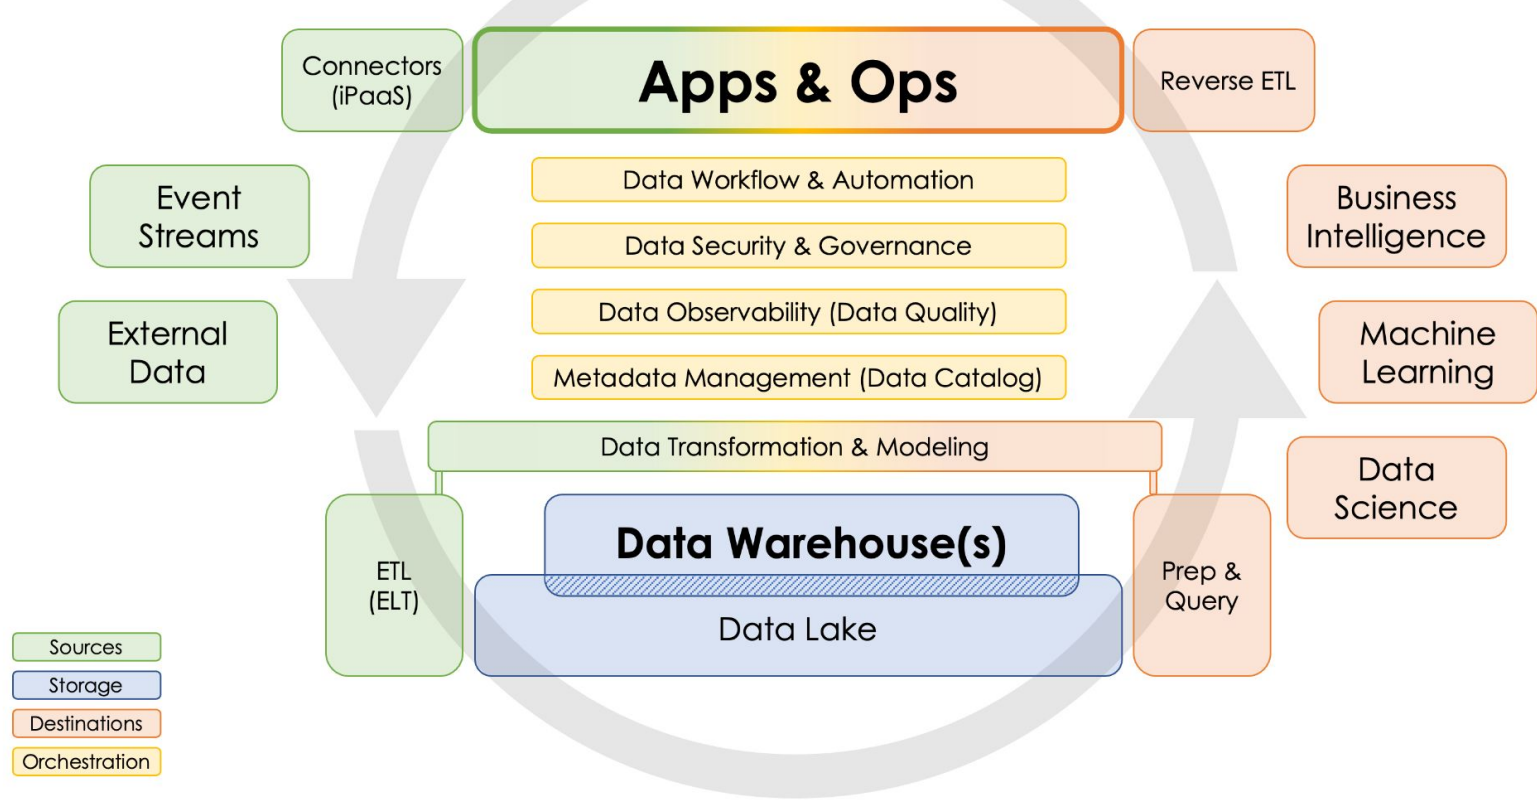 Connectors
(iPaaS)
Apps & Ops
Reverse ETL
Event
Streams
Data Workflow & Automation
Business
Intelligence
Data Security & Governance
External
Data
Data Observability (Data Quality)
Machine
Learning
Metadata Management (Data Catalog)
Data Transformation & Modeling
Data
Science
ETL
(ELT)
Data Warehouse(s)
Data Lake
Prep &
Query
Sources
Storage
Destinations
Orchestration